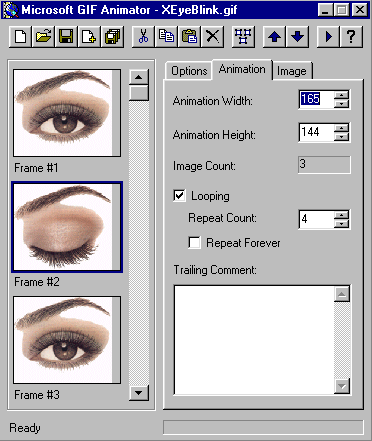 Microsoft GIF Animator - XEyeBlink.gif
Options
Animation
Image
Frame #1
Frame #2
Frame #3
Animation Width: 165
Animation Height: 144
Image Count: 3
Looping
Repeat Count: 4
Repeat Forever
Trailing Comment:
Ready